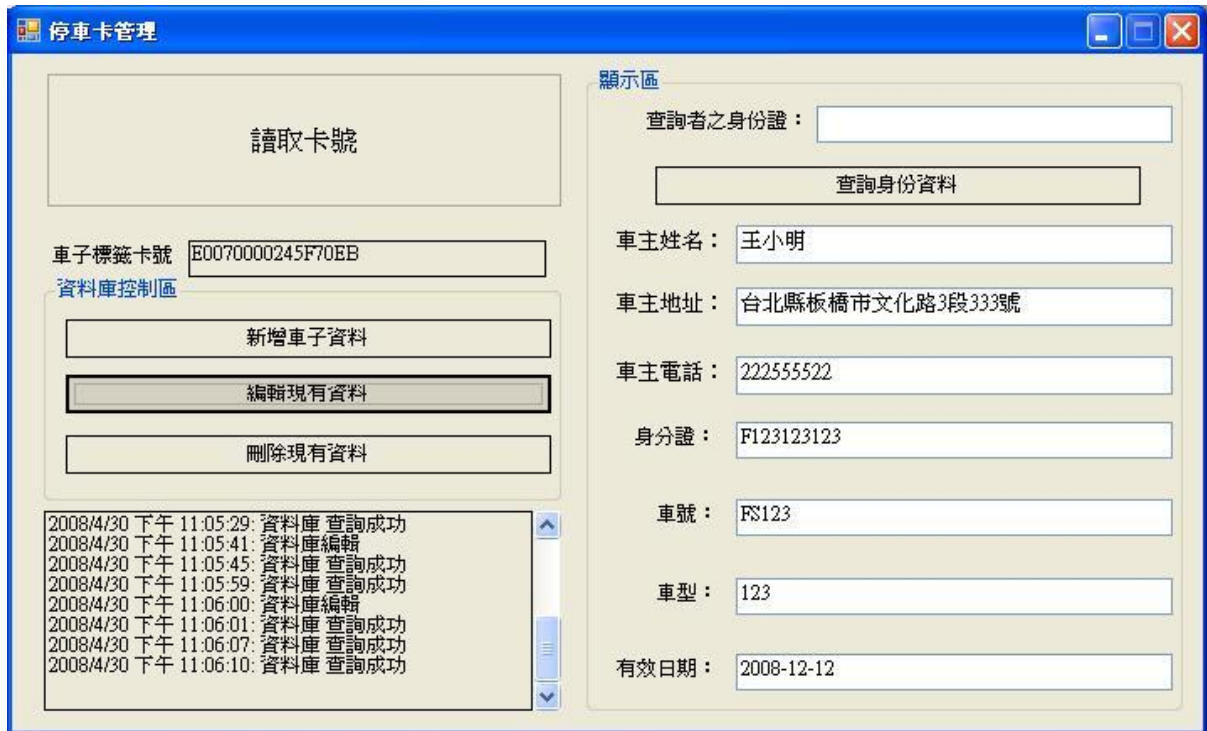 停車卡管理
讀取卡號
車子標籤卡號 E0070000245F70EB
資料庫控制區
新增車子資料
編輯現有資料
刪除現有資料
2008/4/30 下午 11:05:29: 資料庫 查詢成功
2008/4/30 下午 11:05:41: 資料庫編輯
2008/4/30 下午 11:05:45: 資料庫 查詢成功
2008/4/30 下午 11:05:59: 資料庫 查詢成功
2008/4/30 下午 11:06:00: 資料庫編輯
2008/4/30 下午 11:06:01: 資料庫 查詢成功
2008/4/30 下午 11:06:07: 資料庫 查詢成功
2008/4/30 下午 11:06:10: 資料庫 查詢成功
顯示區
查詢者之身份證：
查詢身份資料
車主姓名： 王小明
車主地址： 台北縣板橋市文化路3段333號
車主電話： 222555522
身分證： F123123123
車號： FS123
車型： 123
有效日期： 2008-12-12